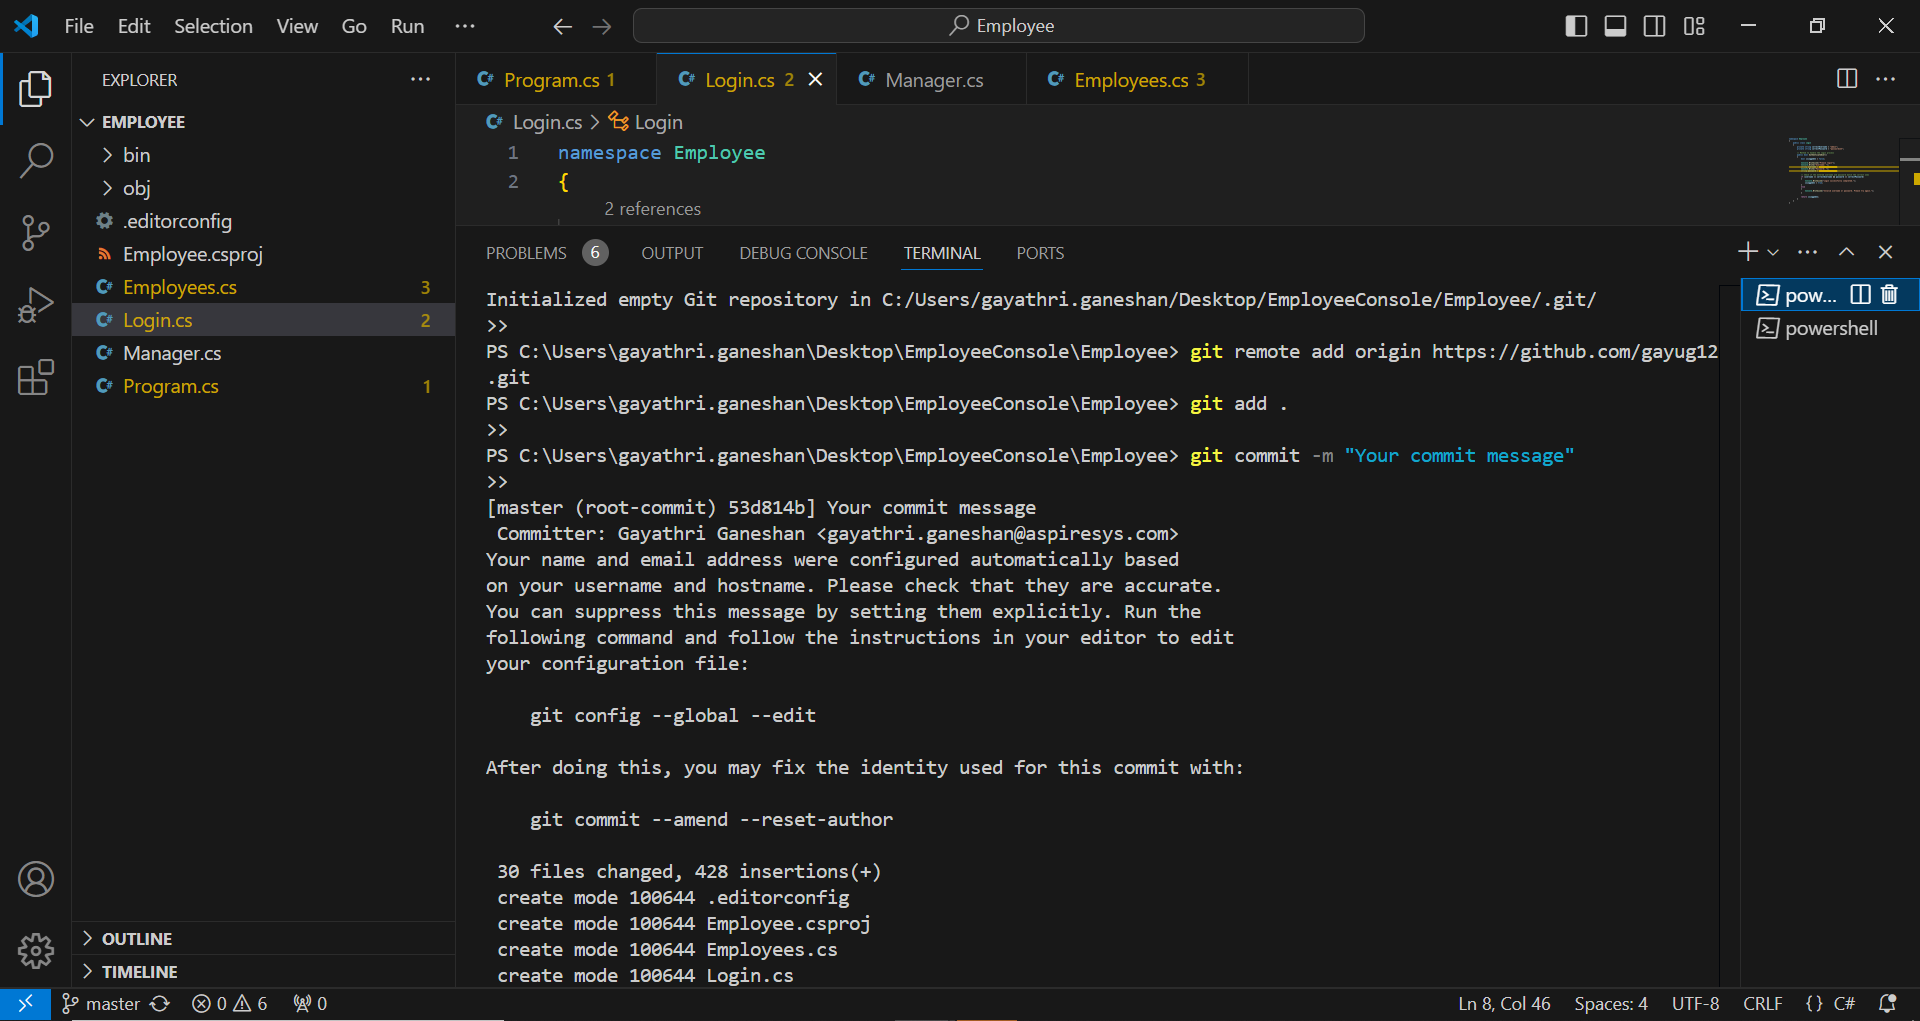 File Edit Selection View Go Run ···
Employee
EXPLORER ···
EMPLOYEE
bin
obj
.editorconfig
Employee.csproj
Employees.cs 3
Login.cs 2
Manager.cs
Program.cs 1
OUTLINE
TIMELINE
Program.cs 1
Login.cs 2
Manager.cs
Employees.cs 3
Login.cs > Login
1 namespace Employee
2 {
2 references
PROBLEMS 6 OUTPUT DEBUG CONSOLE TERMINAL PORTS
Initialized empty Git repository in C:/Users/gayathri.ganeshan/Desktop/EmployeeConsole/Employee/.git/
>>
PS C:\Users\gayathri.ganeshan\Desktop\EmployeeConsole\Employee> git remote add origin https://github.com/gayug12
.git
PS C:\Users\gayathri.ganeshan\Desktop\EmployeeConsole\Employee> git add .
>>
PS C:\Users\gayathri.ganeshan\Desktop\EmployeeConsole\Employee> git commit -m "Your commit message"
>>
[master (root-commit) 53d814b] Your commit message
Committer: Gayathri Ganeshan <gayathri.ganeshan@aspiresys.com>
Your name and email address were configured automatically based
on your username and hostname. Please check that they are accurate.
You can suppress this message by setting them explicitly. Run the
following command and follow the instructions in your editor to edit
your configuration file:
git config --global --edit
After doing this, you may fix the identity used for this commit with:
git commit --amend --reset-author
30 files changed, 428 insertions(+)
create mode 100644 .editorconfig
create mode 100644 Employee.csproj
create mode 100644 Employees.cs
create mode 100644 Login.cs
pow...
powershell
master 0 6 0
Ln 8, Col 46 Spaces: 4 UTF-8 CRLF {} C#